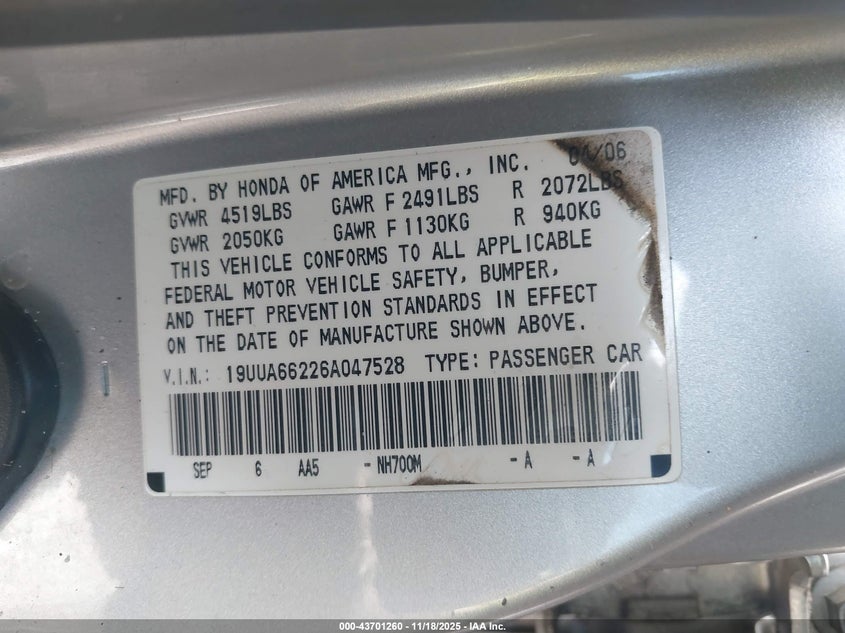 04/06
MFD. BY HONDA OF AMERICA MFG., INC.
GVWR 4519LBS GAWR F 2491LBS R 2072LBS
GVWR 2050KG GAWR F 1130KG R 940KG
THIS VEHICLE CONFORMS TO ALL APPLICABLE
FEDERAL MOTOR VEHICLE SAFETY, BUMPER,
AND THEFT PREVENTION STANDARDS IN EFFECT
ON THE DATE OF MANUFACTURE SHOWN ABOVE.
V.I.N.: 19UUA66226A047528 TYPE: PASSENGER CAR
SEP 6 AA5 -NH700M -A -A
000-43701260 - 11/18/2025 - IAA Inc.